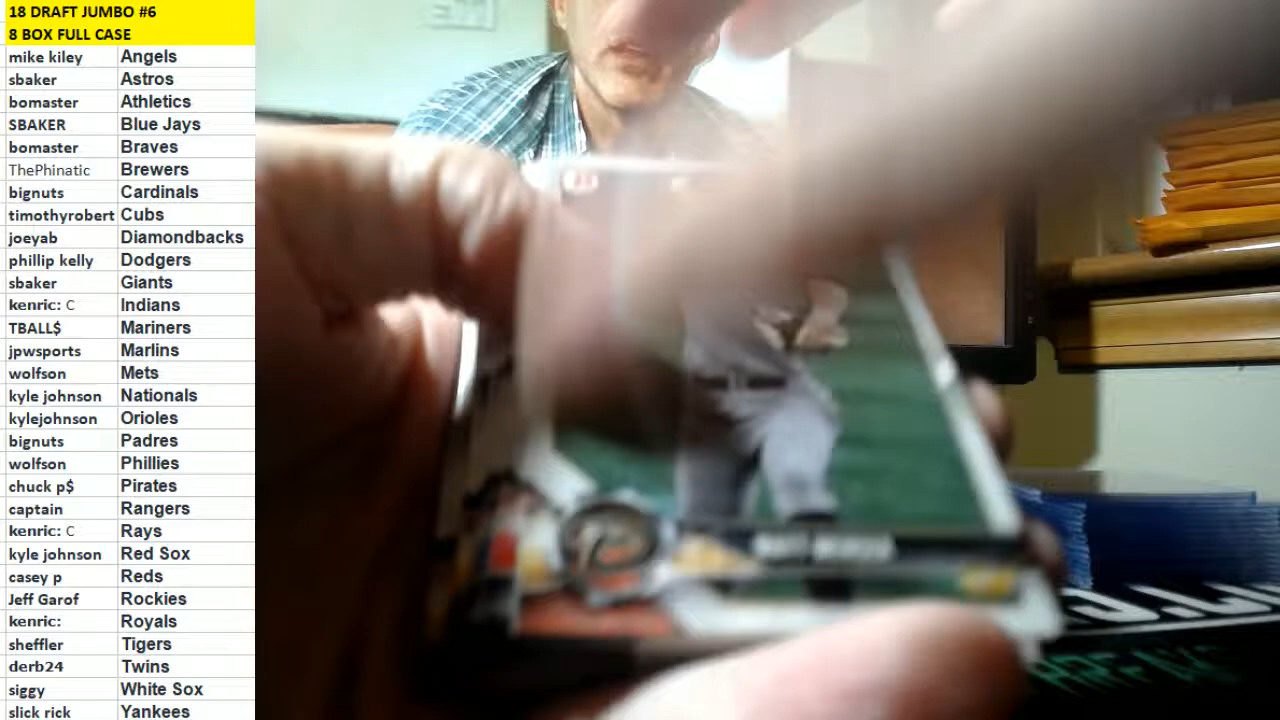 18 DRAFT JUMBO #6
8 BOX FULL CASE
mike kiley Angels
sbaker Astros
bomaster Athletics
SBAKER Blue Jays
bomaster Braves
ThePhinatic Brewers
bignuts Cardinals
timothyrobert Cubs
joeyab Diamondbacks
phillip kelly Dodgers
sbaker Giants
kenric: C Indians
TBALL$ Mariners
jpwsports Marlins
wolfson Mets
kyle johnson Nationals
kylejohnson Orioles
bignuts Padres
wolfson Phillies
chuck p$ Pirates
captain Rangers
kenric: C Rays
kyle johnson Red Sox
casey p Reds
Jeff Garof Rockies
kenric: Royals
sheffler Tigers
derb24 Twins
siggy White Sox
slick rick Yankees